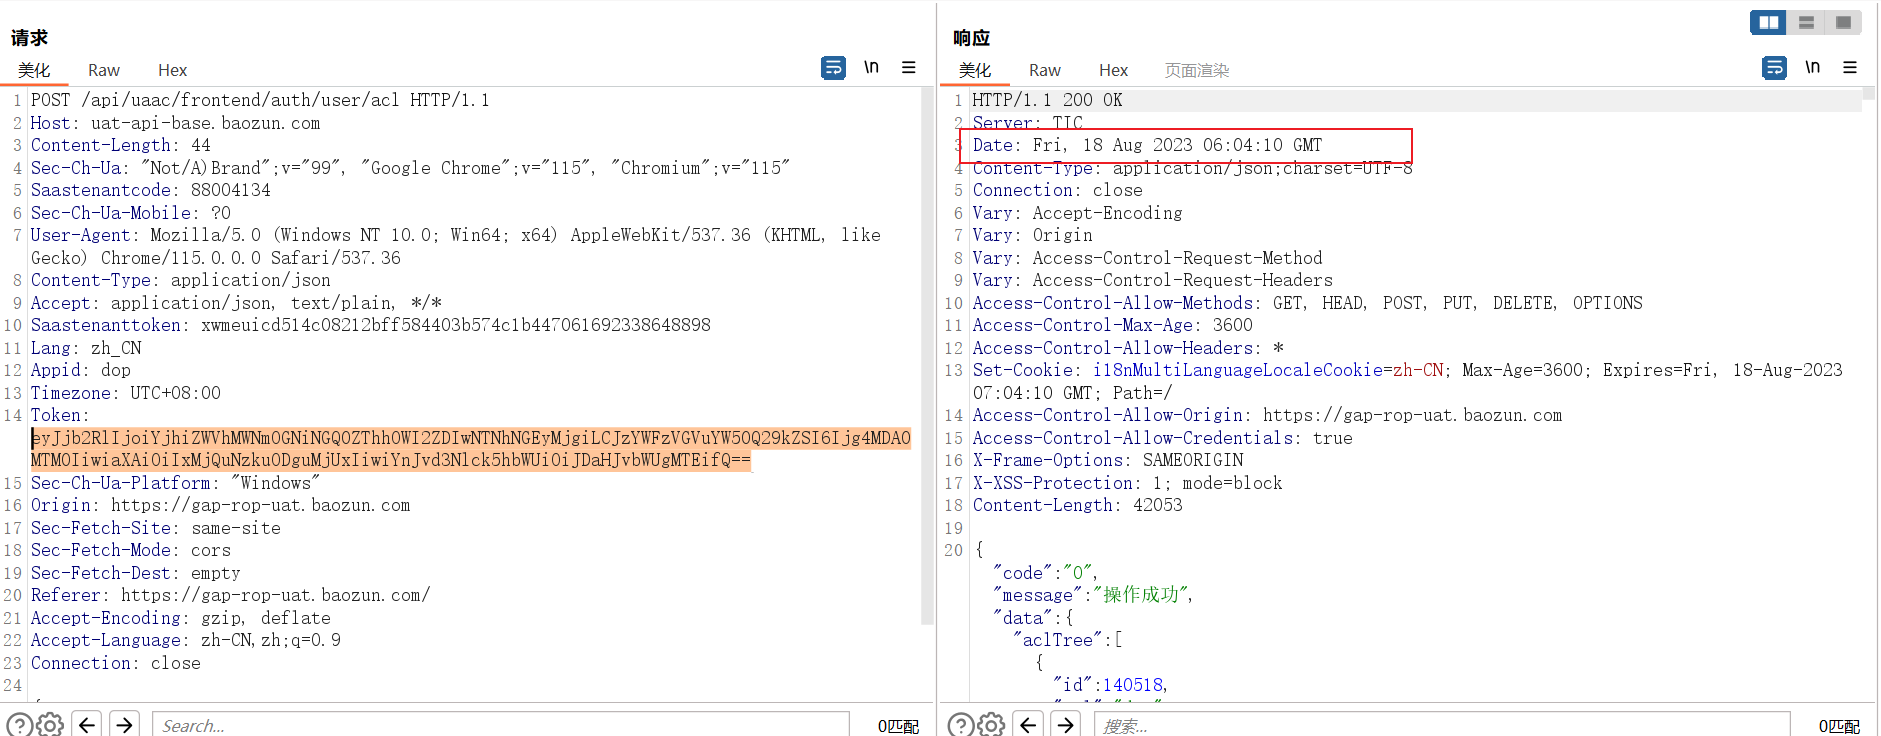 请求
美化 Raw Hex \n
1 POST /api/uaac/frontend/auth/user/acl HTTP/1.1
2 Host: uat-api-base.baozun.com
3 Content-Length: 44
4 Sec-Ch-Ua: "Not/A)Brand";v="99", "Google Chrome";v="115", "Chromium";v="115"
5 Saastenantcode: 88004134
6 Sec-Ch-Ua-Mobile: ?0
7 User-Agent: Mozilla/5.0 (Windows NT 10.0; Win64; x64) AppleWebKit/537.36 (KHTML, like
Gecko) Chrome/115.0.0.0 Safari/537.36
8 Content-Type: application/json
9 Accept: application/json, text/plain, */*
10 Saastenanttoken: xwmeuicd514c08212bff584403b574c1b447061692338648898
11 Lang: zh_CN
12 Appid: dop
13 Timezone: UTC+08:00
14 Token:
eyJjb2RlIjoiYjhiZWVhMWNmOGNiNGQ0ZThhOWI2ZDIwNTNhNGEyMjgiLCJzYWFzVGVuYW50Q29kZSI6Ijg4MDA0
MTM0IiwiaXAiOiIxMjQuNzkuODguMjUxIiwiYnJvd3Nlck5hbWUiOiJDaHJvbWUgMTEifQ==
15 Sec-Ch-Ua-Platform: "Windows"
16 Origin: https://gap-rop-uat.baozun.com
17 Sec-Fetch-Site: same-site
18 Sec-Fetch-Mode: cors
19 Sec-Fetch-Dest: empty
20 Referer: https://gap-rop-uat.baozun.com/
21 Accept-Encoding: gzip, deflate
22 Accept-Language: zh-CN,zh;q=0.9
23 Connection: close
24
Search... 0匹配
响应
美化 Raw Hex 页面渲染 \n
1 HTTP/1.1 200 OK
2 Server: TIC
3 Date: Fri, 18 Aug 2023 06:04:10 GMT
4 Content-Type: application/json;charset=UTF-8
5 Connection: close
6 Vary: Accept-Encoding
7 Vary: Origin
8 Vary: Access-Control-Request-Method
9 Vary: Access-Control-Request-Headers
10 Access-Control-Allow-Methods: GET, HEAD, POST, PUT, DELETE, OPTIONS
11 Access-Control-Max-Age: 3600
12 Access-Control-Allow-Headers: *
13 Set-Cookie: i18nMultiLanguageLocaleCookie=zh-CN; Max-Age=3600; Expires=Fri, 18-Aug-2023
07:04:10 GMT; Path=/
14 Access-Control-Allow-Origin: https://gap-rop-uat.baozun.com
15 Access-Control-Allow-Credentials: true
16 X-Frame-Options: SAMEORIGIN
17 X-XSS-Protection: 1; mode=block
18 Content-Length: 42053
19
20 {
"code":"0",
"message":"操作成功",
"data":{
"aclTree":[
{
"id":140518,
搜索... 0匹配